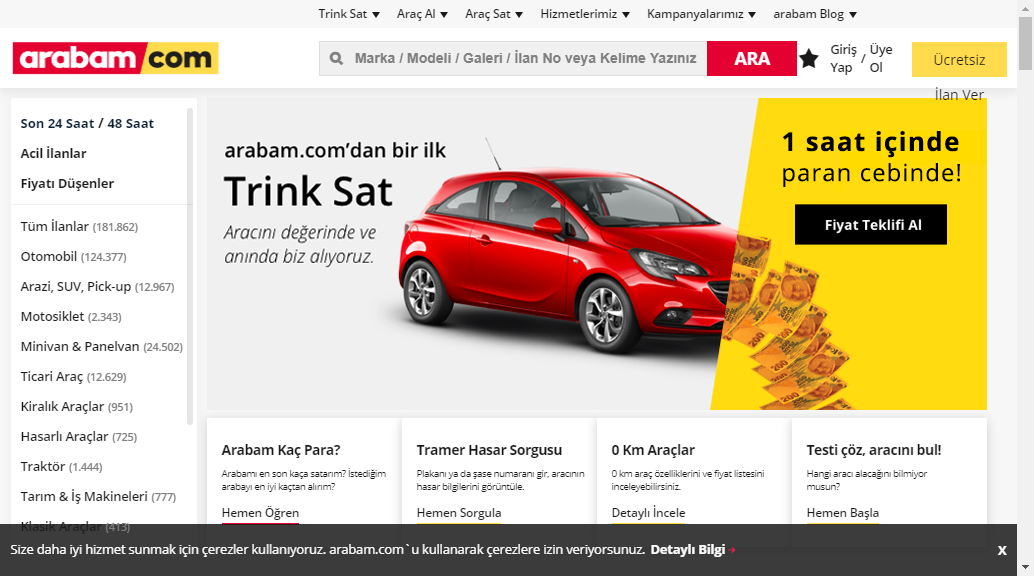 Trink Sat Araç Al Araç Sat Hizmetlerimiz Kampanyalarımız arabam Blog
arabam.com
Marka / Modeli / Galeri / İlan No veya Kelime Yazınız
ARA
Giriş Yap / Üye Ol
Ücretsiz
İlan Ver
Son 24 Saat / 48 Saat
Acil İlanlar
Fiyatı Düşenler
Tüm İlanlar (181.862)
Otomobil (124.377)
Arazi, SUV, Pick-up (12.967)
Motosiklet (2.343)
Minivan & Panelvan (24.502)
Ticari Araç (12.629)
Kiralık Araçlar (951)
Hasarlı Araçlar (725)
Traktör (1.444)
Tarım & İş Makineleri (777)
Klasik Araçlar (413)
arabam.com'dan bir ilk
Trink Sat
Aracını değerinde ve
anında biz alıyoruz.
1 saat içinde
paran cebinde!
Fiyat Teklifi Al
200
200
200
200
Arabam Kaç Para?
Arabamı en son kaça satarım? İstediğim
arabayı en iyi kaçtan alırım?
Hemen Öğren
Tramer Hasar Sorgusu
Plakanı ya da şase numaranı gir, aracının
hasar bilgilerini görüntüle.
Hemen Sorgula
0 Km Araçlar
0 km araç özelliklerini ve fiyat listesini
inceleyebilirsiniz.
Detaylı İncele
Testi çöz, aracını bul!
Hangi aracı alacağını bilmiyor
musun?
Hemen Başla
Size daha iyi hizmet sunmak için çerezler kullanıyoruz. arabam.com`u kullanarak çerezlere izin veriyorsunuz. Detaylı Bilgi
X